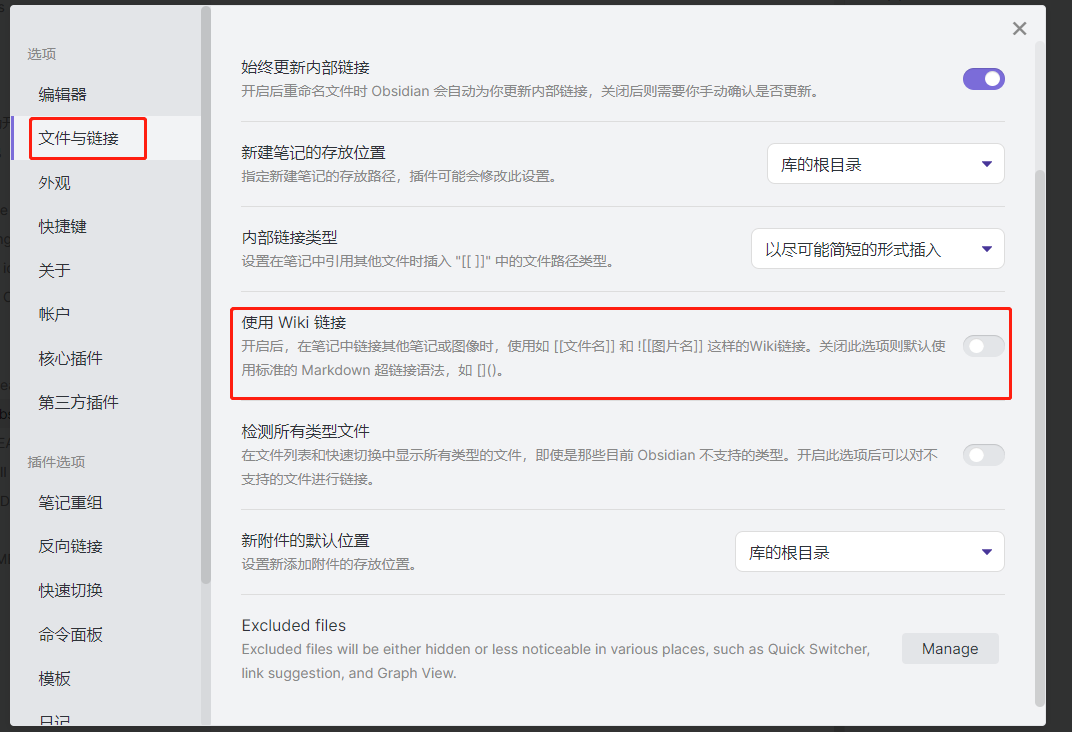 选项
编辑器
文件与链接
外观
快捷键
关于
帐户
核心插件
第三方插件
插件选项
笔记重组
反向链接
快速切换
命令面板
模板
日记
始终更新内部链接
开启后重命名文件时 Obsidian 会自动为你更新内部链接，关闭后则需要你手动确认是否更新。
新建笔记的存放位置
指定新建笔记的存放路径，插件可能会修改此设置。
库的根目录
内部链接类型
设置在笔记中引用其他文件时插入 "[[ ]]" 中的文件路径类型。
以尽可能简短的形式插入
使用 Wiki 链接
开启后，在笔记中链接其他笔记或图像时，使用如 [[文件名]] 和 ![[图片名]] 这样的Wiki链接。关闭此选项则默认使
用标准的 Markdown 超链接语法，如 []()。
检测所有类型文件
在文件列表和快速切换中显示所有类型的文件，即使是那些目前 Obsidian 不支持的类型。开启此选项后可以对不
支持的文件进行链接。
新附件的默认位置
设置新添加附件的存放位置。
库的根目录
Excluded files
Excluded files will be either hidden or less noticeable in various places, such as Quick Switcher,
link suggestion, and Graph View.
Manage